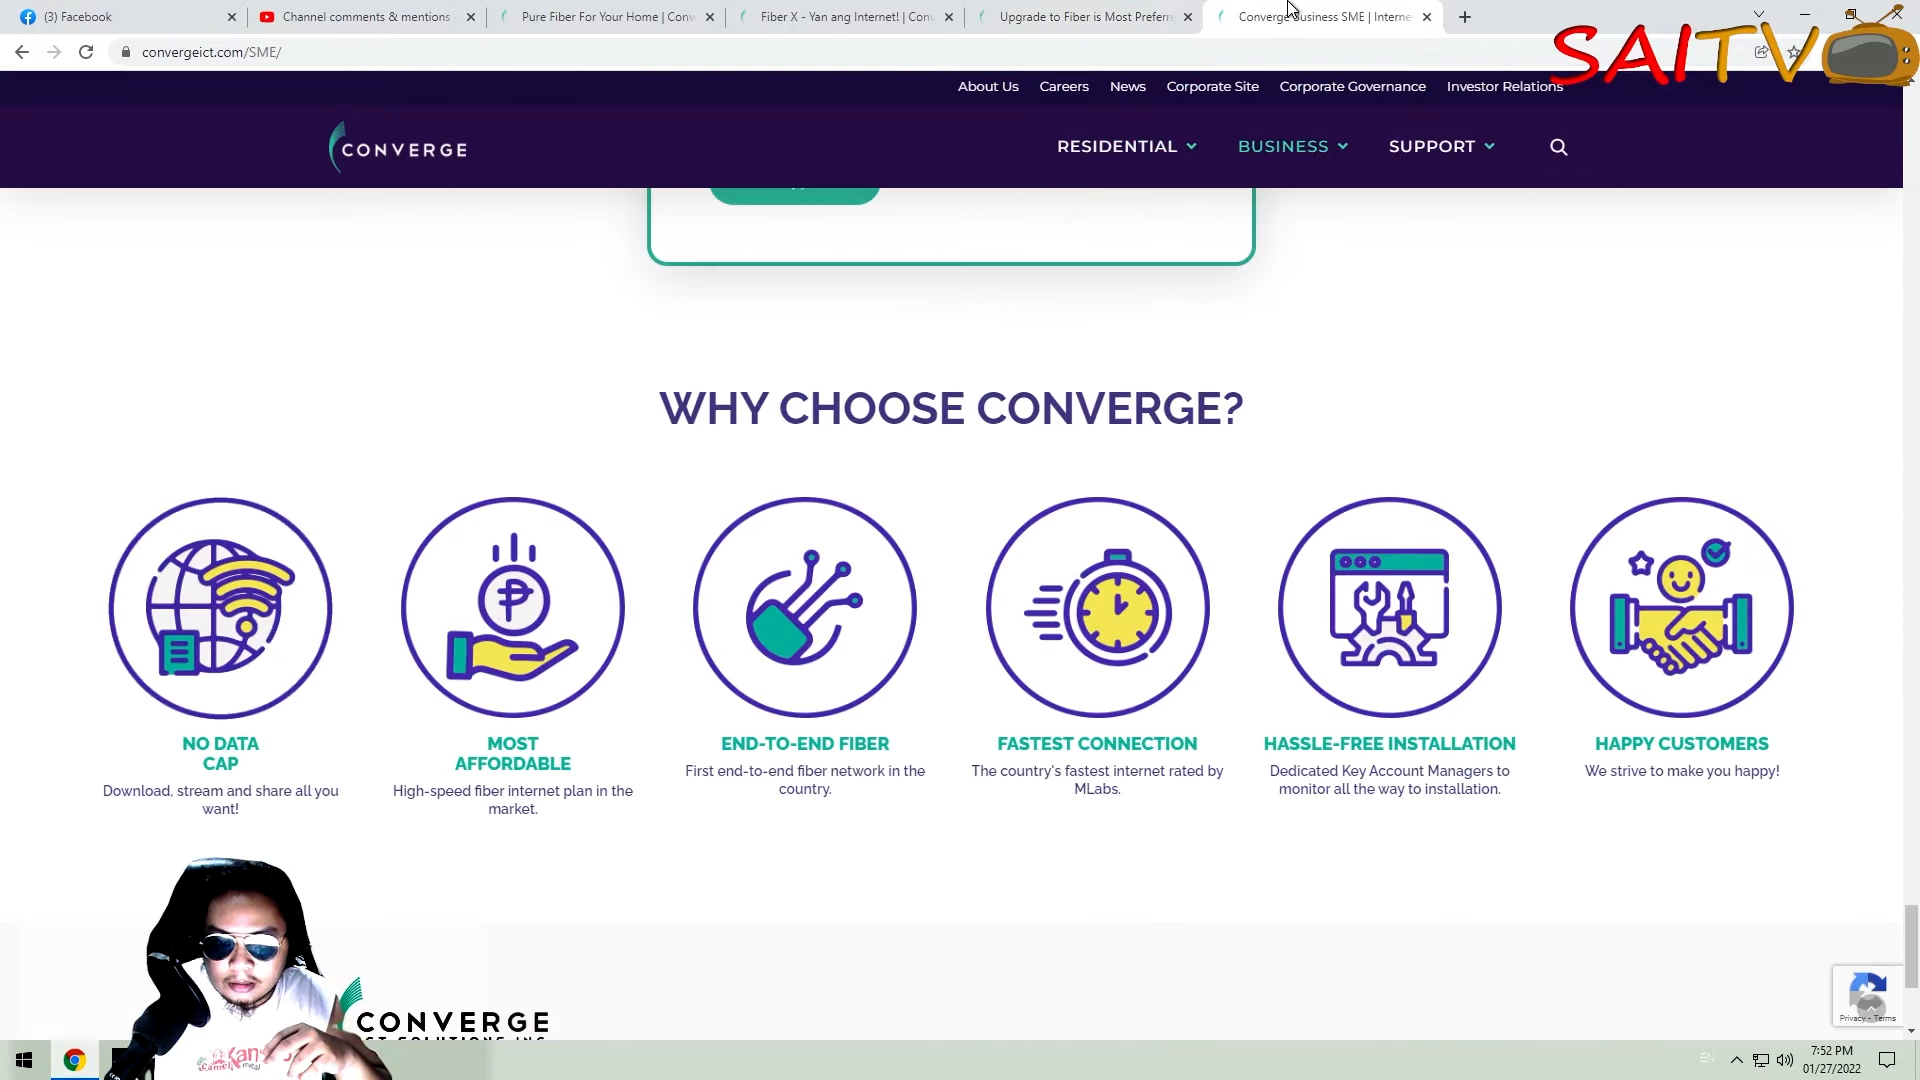 (3) Facebook
Channel comments & mentions
Pure Fiber For Your Home | Conv
Fiber X - Yan ang Internet! | Conv
Upgrade to Fiber is Most Preferre
Converge Business SME | Interne
SAITV
convergeict.com/SME/
About Us
Careers
News
Corporate Site
Corporate Governance
Investor Relations
CONVERGE
RESIDENTIAL
BUSINESS
SUPPORT
WHY CHOOSE CONVERGE?
NO DATA
CAP
Download, stream and share all you
want!
MOST
AFFORDABLE
High-speed fiber internet plan in the
market.
END-TO-END FIBER
First end-to-end fiber network in the
country.
FASTEST CONNECTION
The country's fastest internet rated by
MLabs.
HASSLE-FREE INSTALLATION
Dedicated Key Account Managers to
monitor all the way to installation.
HAPPY CUSTOMERS
We strive to make you happy!
CONVERGE
ICT SOLUTIONS INC.
Privacy - Terms
EN
7:52 PM
01/27/2022